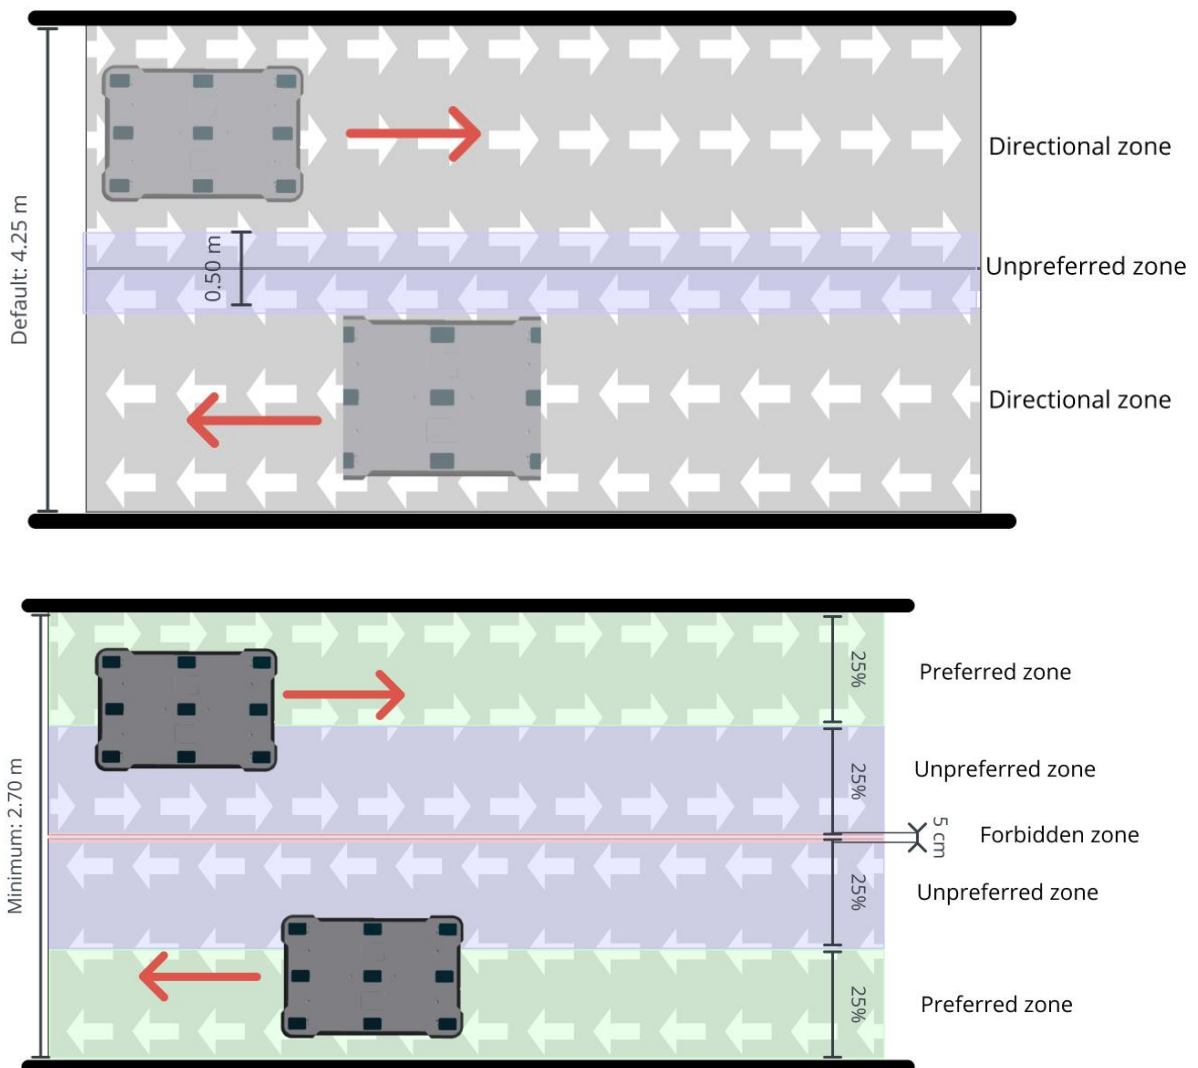 Default: 4.25 m
Directional zone
0.50 m
Unpreferred zone
Directional zone
Minimum: 2.70 m
25%
Preferred zone
25%
Unpreferred zone
5 cm
Forbidden zone
25%
Unpreferred zone
25%
Preferred zone